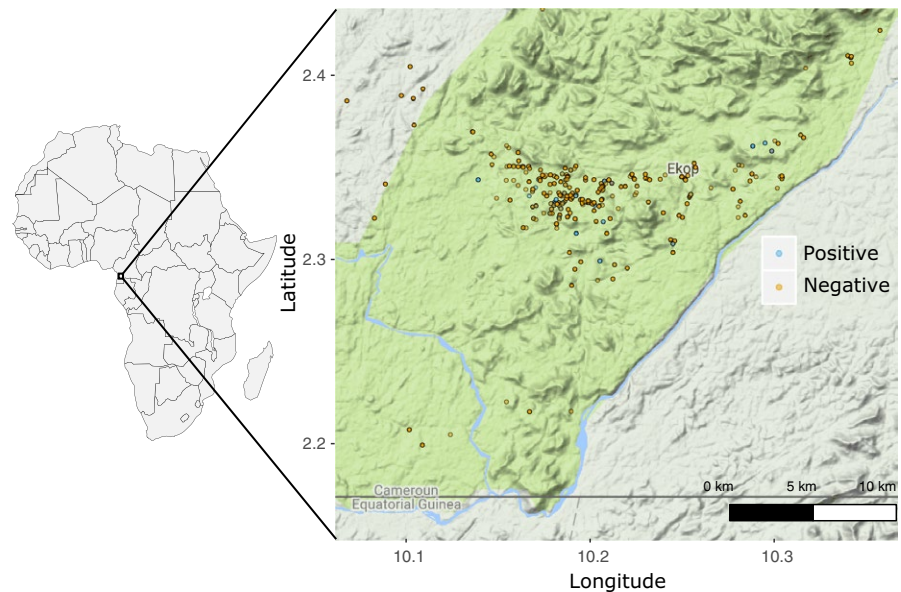 2.4
2.3
2.2
Latitude
Ekop
Positive
Negative
0 km 5 km 10 km
Cameroun
Equatorial Guinea
10.1 10.2 10.3
Longitude